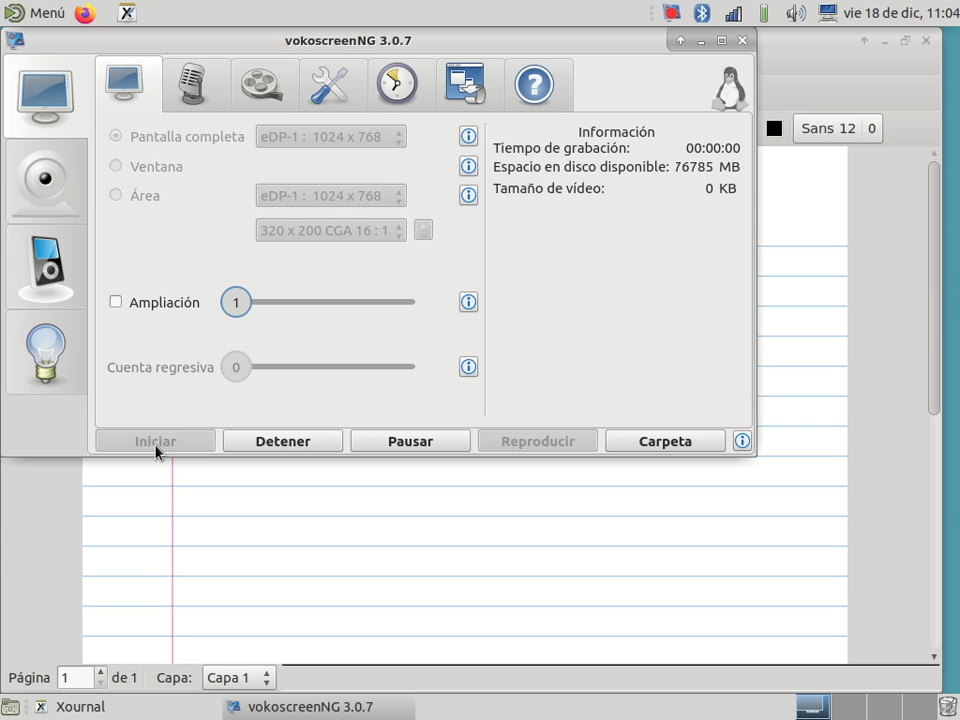 Menú
vie 18 de dic, 11:04
vokoscreenNG 3.0.7
Sans 12 0
Pantalla completa eDP-1 : 1024 x 768
Ventana
Área eDP-1 : 1024 x 768
320 x 200 CGA 16 : 1
Ampliación 1
Cuenta regresiva 0
Información
Tiempo de grabación: 00:00:00
Espacio en disco disponible: 76785 MB
Tamaño de vídeo: 0 KB
Iniciar Detener Pausar Reproducir Carpeta
Página 1 de 1 Capa: Capa 1
Xournal vokoscreenNG 3.0.7